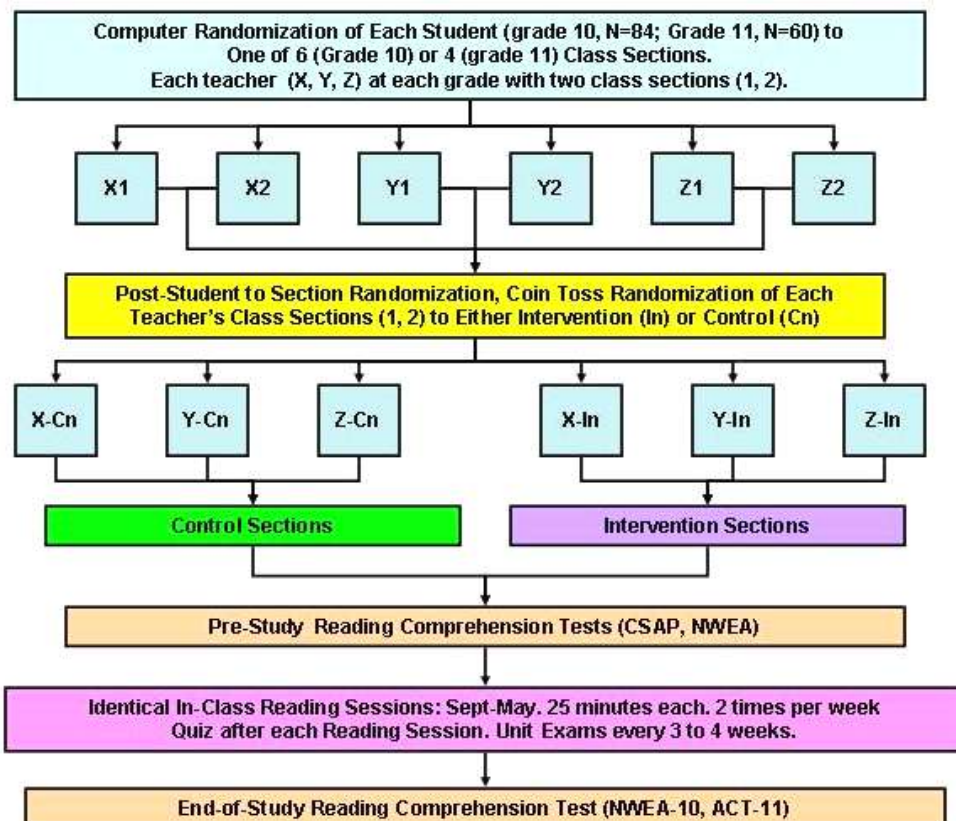 Computer Randomization of Each Student (grade 10, N=84; Grade 11, N=60) to
One of 6 (Grade 10) or 4 (grade 11) Class Sections.
Each teacher (X, Y, Z) at each grade with two class sections (1, 2).
X1
X2
Y1
Y2
Z1
Z2
Post-Student to Section Randomization, Coin Toss Randomization of Each
Teacher's Class Sections (1, 2) to Either Intervention (In) or Control (Cn)
X-Cn
Y-Cn
Z-Cn
X-In
Y-In
Z-In
Control Sections
Intervention Sections
Pre-Study Reading Comprehension Tests (CSAP, NWEA)
Identical In-Class Reading Sessions: Sept-May. 25 minutes each. 2 times per week
Quiz after each Reading Session. Unit Exams every 3 to 4 weeks.
End-of-Study Reading Comprehension Test (NWEA-10, ACT-11)